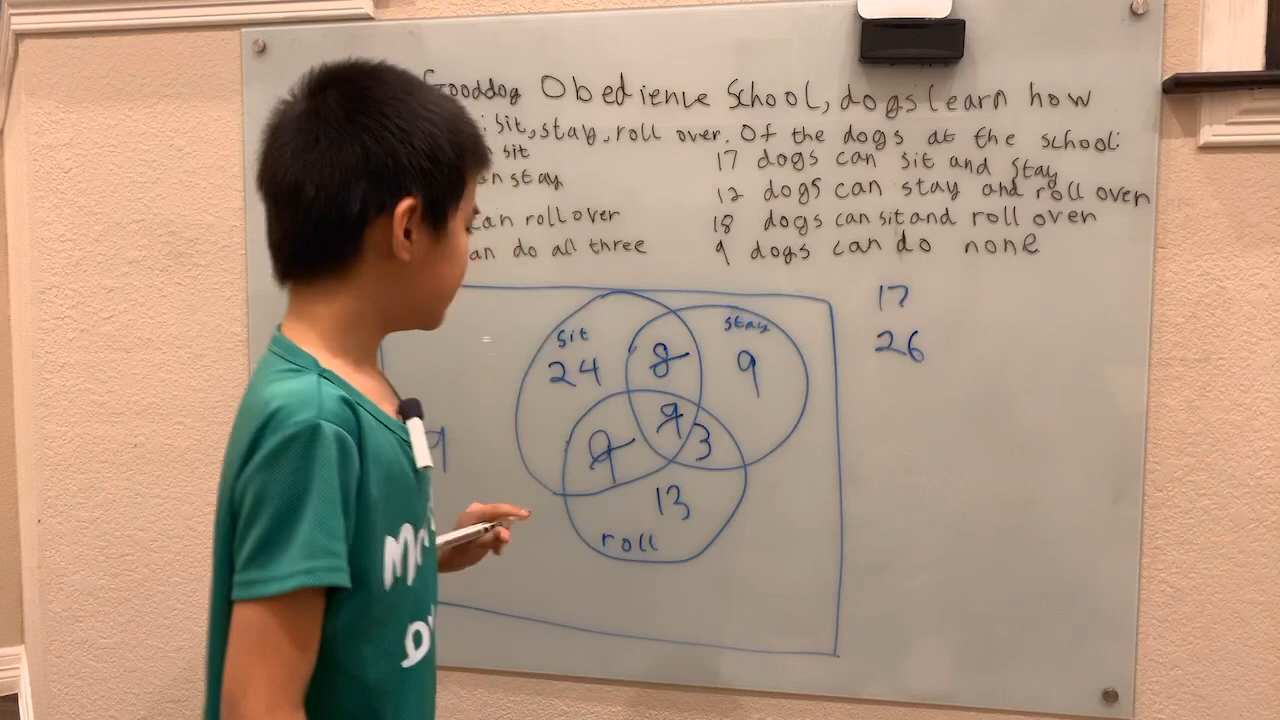 Gooddog Obedience School, dogs learn how
: sit, stay, roll over. Of the dogs at the school:
sit
17 dogs can sit and stay
stay
12 dogs can stay and roll over
can roll over
18 dogs can sit and roll over
an do all three
9 dogs can do none
17
26
sit
stay
24
8
9
9
9
3
9
13
roll